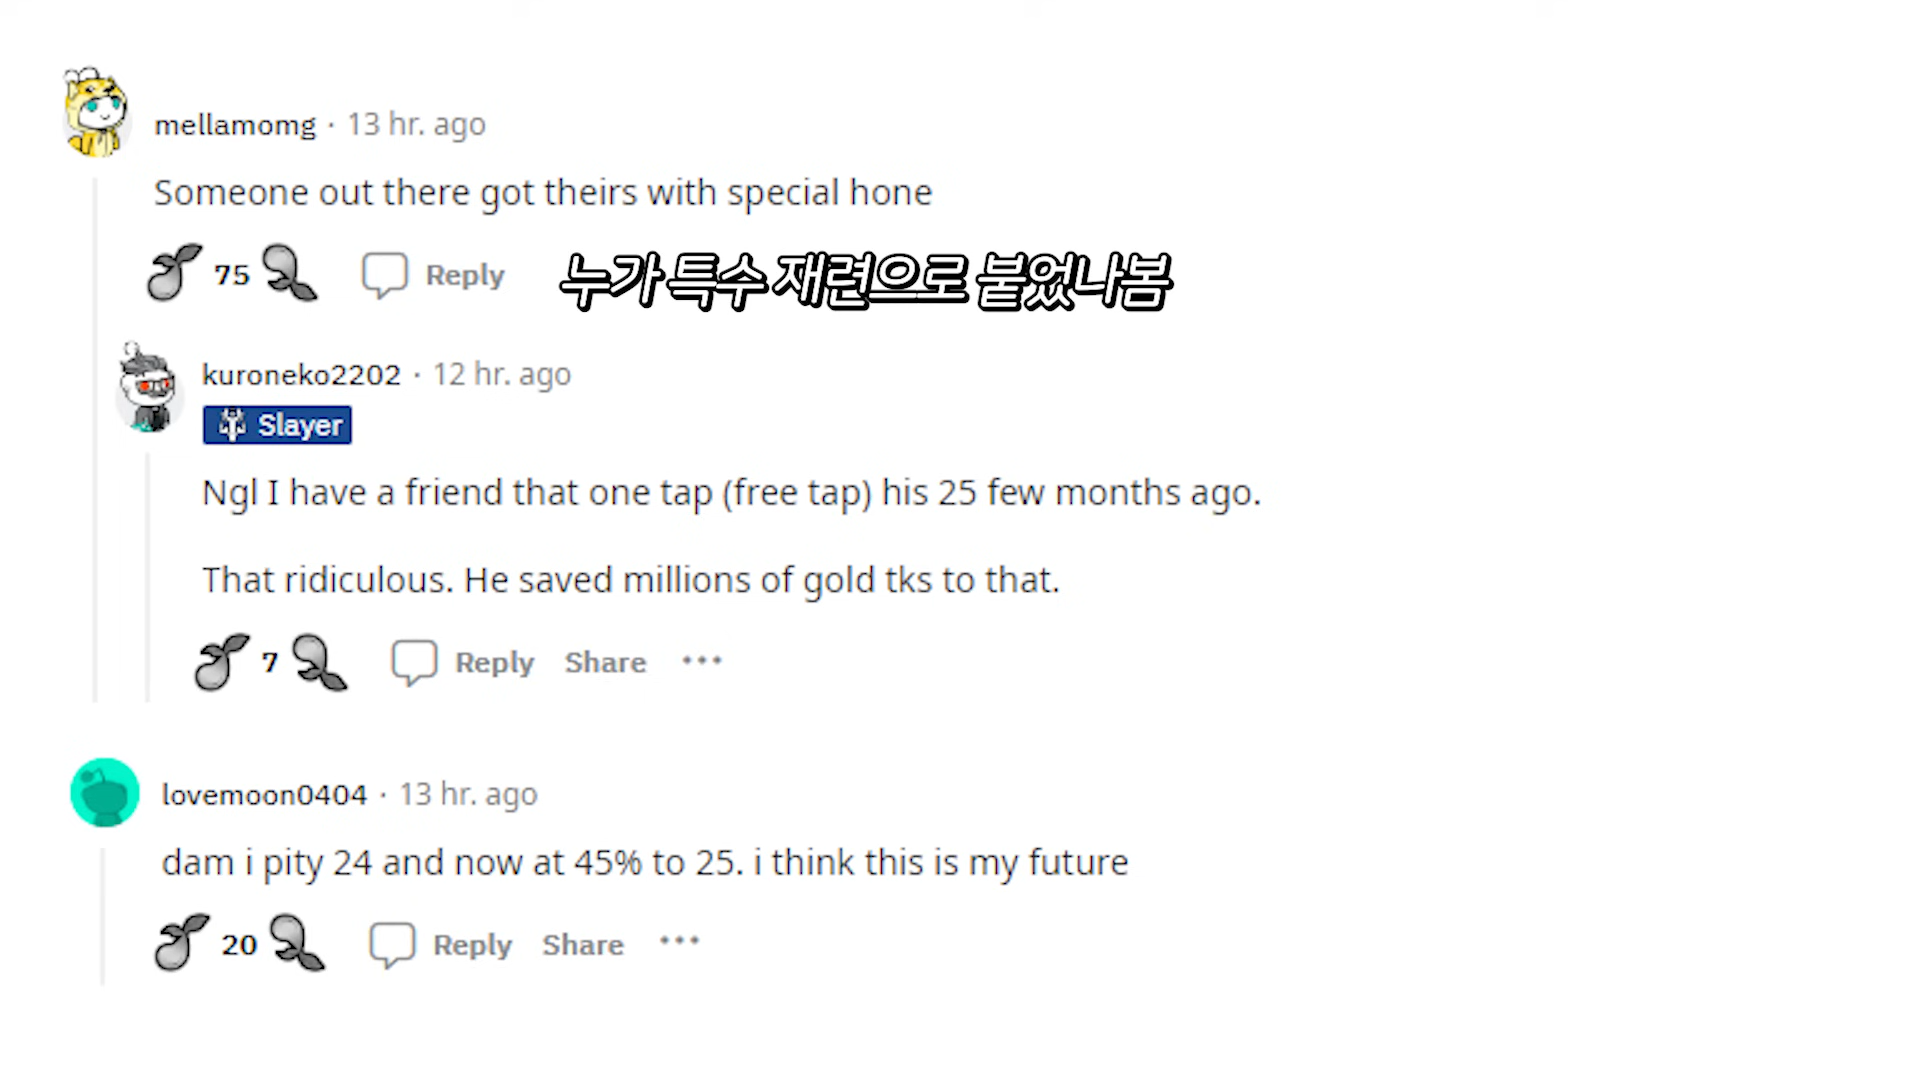 mellamomg · 13 hr. ago
Someone out there got theirs with special hone
75 Reply
누가 특수 재련으로 붙었나봄
kuroneko2202 · 12 hr. ago
Slayer
Ngl I have a friend that one tap (free tap) his 25 few months ago.
That ridiculous. He saved millions of gold tks to that.
7 Reply Share ···
lovemoon0404 · 13 hr. ago
dam i pity 24 and now at 45% to 25. i think this is my future
20 Reply Share ···